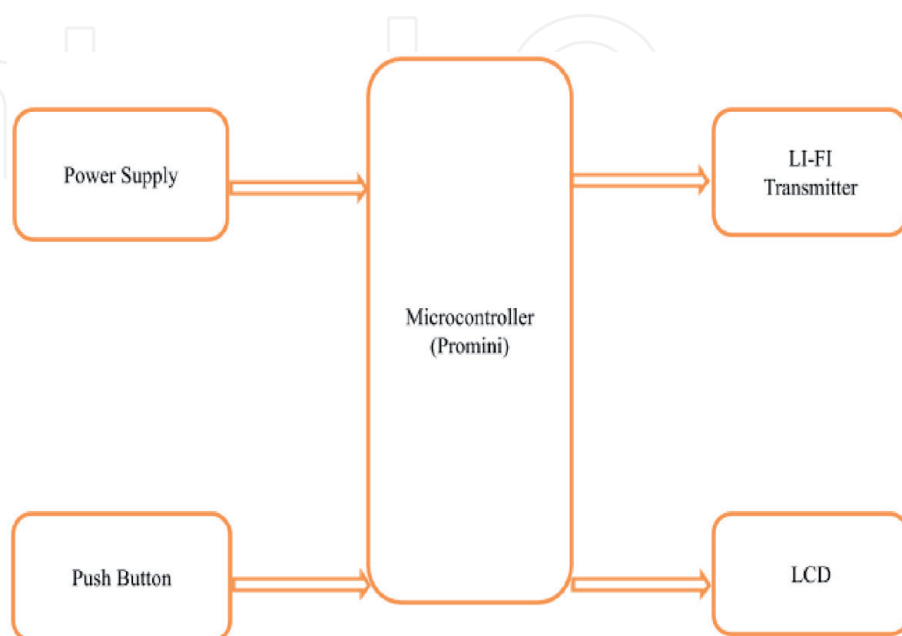 Power Supply
LI-FI
Transmitter
Microcontroller
(Promini)
Push Button
LCD